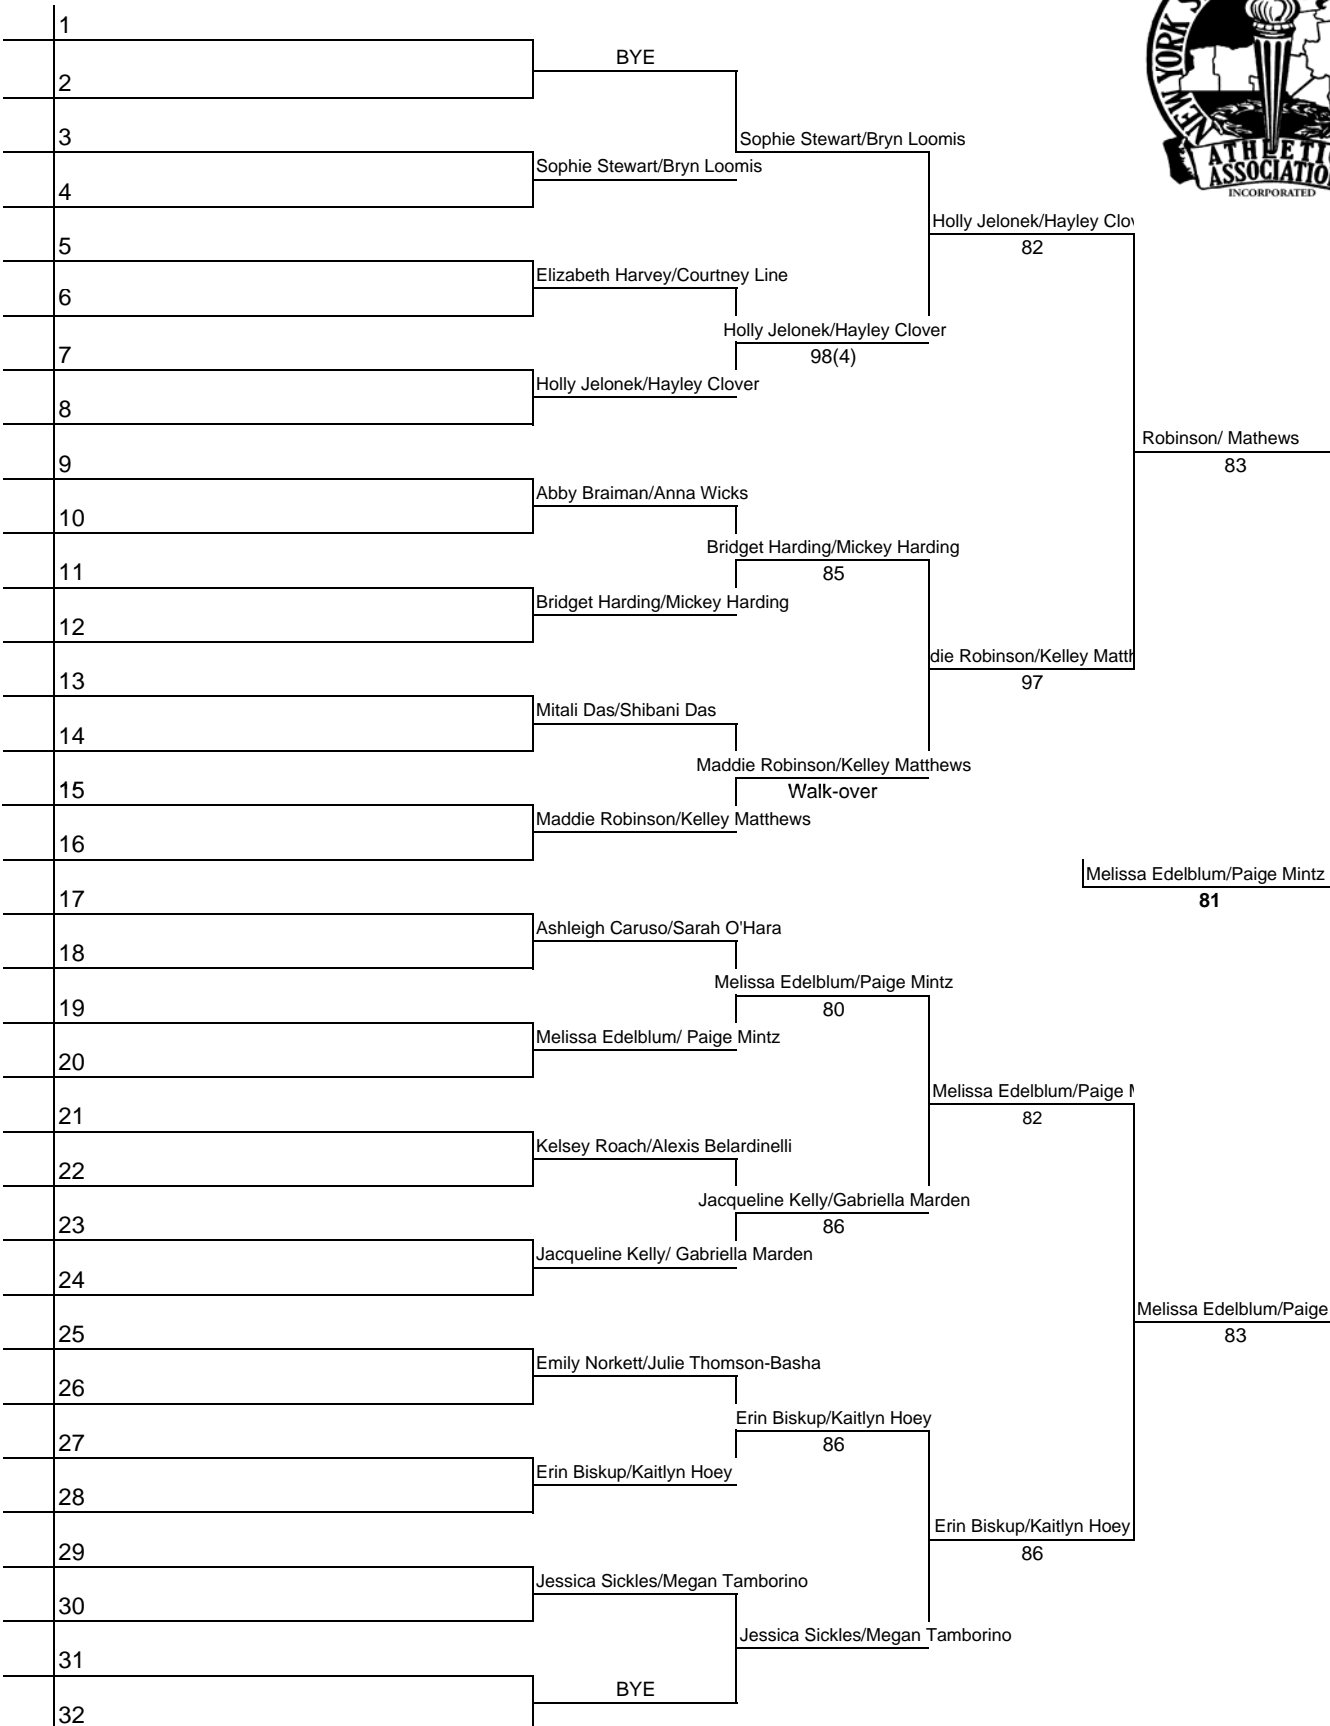 1
BYE
2
3
Sophie Stewart/Bryn Loomis
Sophie Stewart/Bryn Loomis
4
Holly Jelonek/Hayley Clov
5
82
Elizabeth Harvey/Courtney Line
6
Holly Jelonek/Hayley Clover
7
98(4)
Holly Jelonek/Hayley Clover
8
Robinson/ Mathews
9
83
Abby Braiman/Anna Wicks
10
Bridget Harding/Mickey Harding
11
85
Bridget Harding/Mickey Harding
12
die Robinson/Kelley Matth
13
97
Mitali Das/Shibani Das
14
Maddie Robinson/Kelley Matthews
15
Walk-over
Maddie Robinson/Kelley Matthews
16
Melissa Edelblum/Paige Mintz
17
81
Ashleigh Caruso/Sarah O'Hara
18
Melissa Edelblum/Paige Mintz
19
80
Melissa Edelblum/ Paige Mintz
20
Melissa Edelblum/Paige
21
82
Kelsey Roach/Alexis Belardinelli
22
Jacqueline Kelly/Gabriella Marden
23
86
Jacqueline Kelly/ Gabriella Marden
24
Melissa Edelblum/Paige
25
83
Emily Norkett/Julie Thomson-Basha
26
Erin Biskup/Kaitlyn Hoey
27
86
Erin Biskup/Kaitlyn Hoey
28
Erin Biskup/Kaitlyn Hoey
29
86
Jessica Sickles/Megan Tamborino
30
Jessica Sickles/Megan Tamborino
31
BYE
32
NEW YORK
ATHLETIC
ASSOCIATION
INCORPORATED